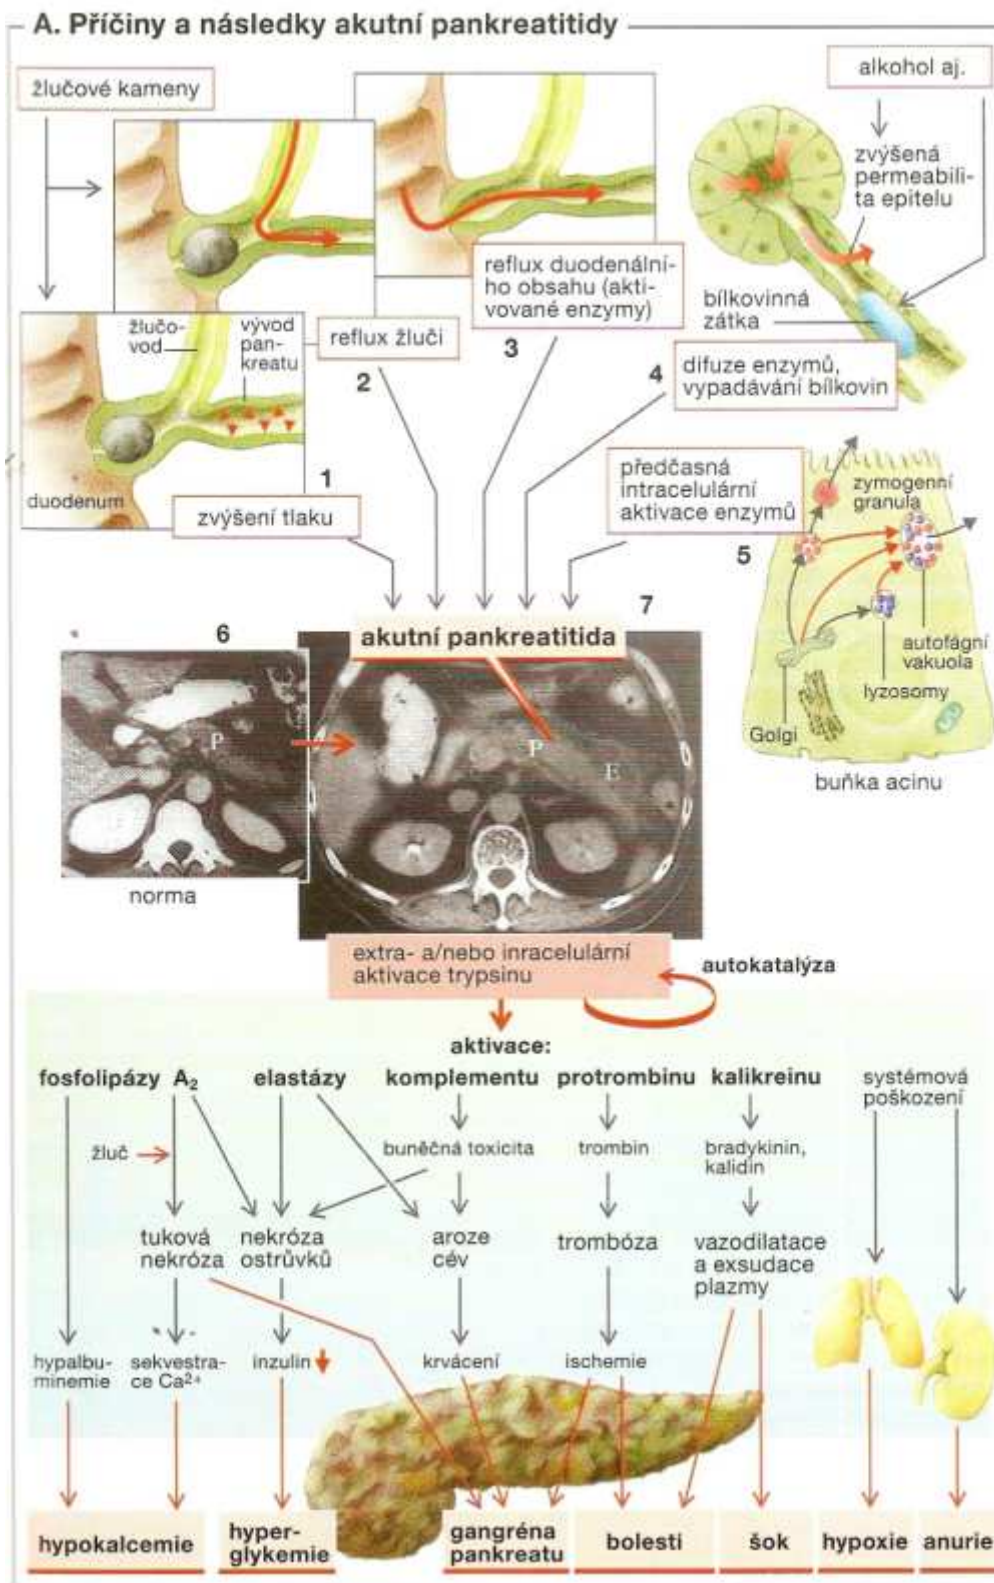 A. Příčiny a následky akutní pankreatitidy
žlučové kameny
alkohol aj.
zvýšená
permeabili-
ta epitelu
reflux duodenální-
ho obsahu (akti-
vované enzymy)
3
bílkovinná
zátka
žlučo-
vod
vývod
pan-
kreatu
reflux žluči
2
4
difuze enzymů,
vypadávání bílkovin
duodenum
1
zvýšení tlaku
předčasná
intracelulární
aktivace enzymů
5
zymogenní
granula
autofágní
vakuola
lyzosomy
Golgi
buňka acinu
6
7
akutní pankreatitida
P
P
E
norma
extra- a/nebo inracelulární
aktivace trypsinu
autokatalýza
aktivace:
fosfolipázy A₂
elastázy
komplementu
protrombinu
kalikreinu
systémová
poškození
žluč
buněčná toxicita
trombin
bradykinin,
kalidin
tuková
nekróza
nekróza
ostrůvků
aroze
cév
trombóza
vazodilatace
a exsudace
plazmy
hypalbu-
minemie
sekvestra-
ce Ca²⁺
inzulin
krvácení
ischemie
hypokalcemie
hyper-
glykemie
gangréna
pankreatu
bolesti
šok
hypoxie
anurie